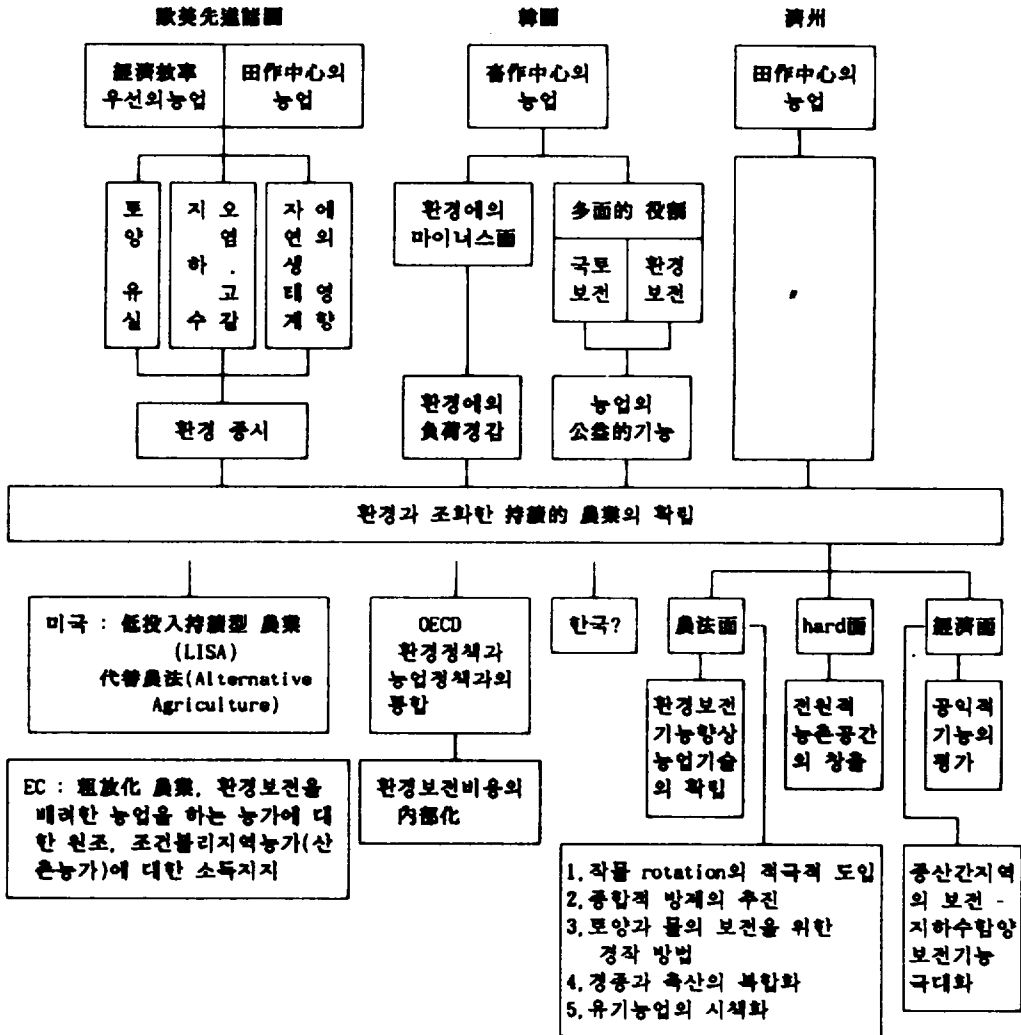 歐美先進諸國
韓國
濟州
經濟效率
우선의농업
田作中心의
농업
畓作中心의
농업
田作中心의
농업
토양 유실
지하수
오염.고갈
자연생태계
에의 영향
환경에의
마이너스面
多面的 役割
국토
보전
환경
보전
〃
환경 중시
환경에의
負荷경감
농업의
公益的기능
환경과 조화한 持續的 農業의 확립
미국 : 低投入持續型 農業
(LISA)
代替農法(Alternative
Agriculture)
EC : 粗放化 農業, 환경보전을
배려한 농업을 하는 농가에 대
한 원조, 조건불리지역농가(산
촌농가)에 대한 소득지지
OECD
환경정책과
농업정책과의
통합
환경보전비용의
內部化
한국?
農法面
hard面
經濟面
환경보전
기능향상
농업기술
의 확립
전원적
농촌공간
의 창출
공익적
기능의
평가
1.작물 rotation의 적극적 도입
2.종합적 방제의 추진
3.토양과 물의 보전을 위한
경작 방법
4.경종과 축산의 복합화
5.유기농업의 시책화
중산간지역
의 보전 -
지하수함양
보전기능
극대화